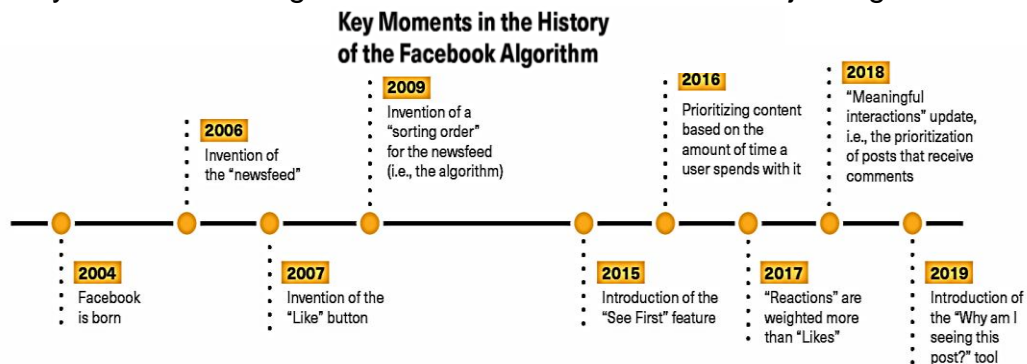 Key Moments in the History
of the Facebook Algorithm
2004
Facebook
is born
2006
Invention of
the “newsfeed”
2007
Invention of the
“Like” button
2009
Invention of a
“sorting order”
for the newsfeed
(i.e., the algorithm)
2015
Introduction of the
“See First” feature
2016
Prioritizing content
based on the
amount of time a
user spends with it
2017
“Reactions” are
weighted more
than “Likes”
2018
“Meaningful
interactions” update,
i.e., the prioritization
of posts that receive
comments
2019
Introduction of
the “Why am I
seeing this
post?” tool